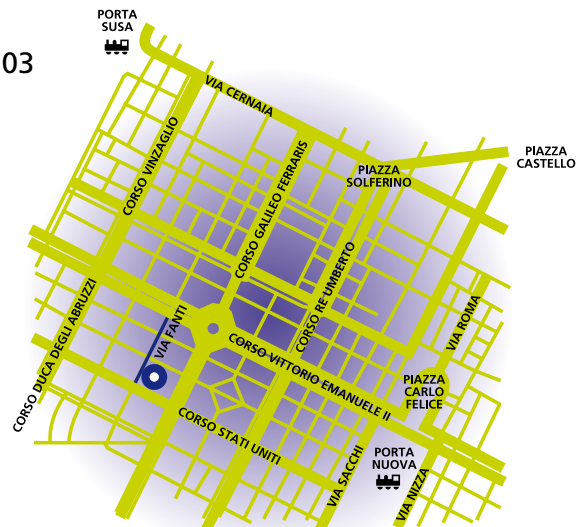 PORTA
SUSA
03
VIA CERNAIA
PIAZZA
CASTELLO
PIAZZA
SOLFERINO
CORSO VINZAGLIO
CORSO GALILEO FERRARIS
CORSO RE UMBERTO
VIA ROMA
CORSO DUCA DEGLI ABRUZZI
VIA FANTI
CORSO VITTORIO EMANUELE II
PIAZZA
CARLO
FELICE
CORSO STATI UNITI
PORTA
NUOVA
VIA SACCHI
VIA NIZZA